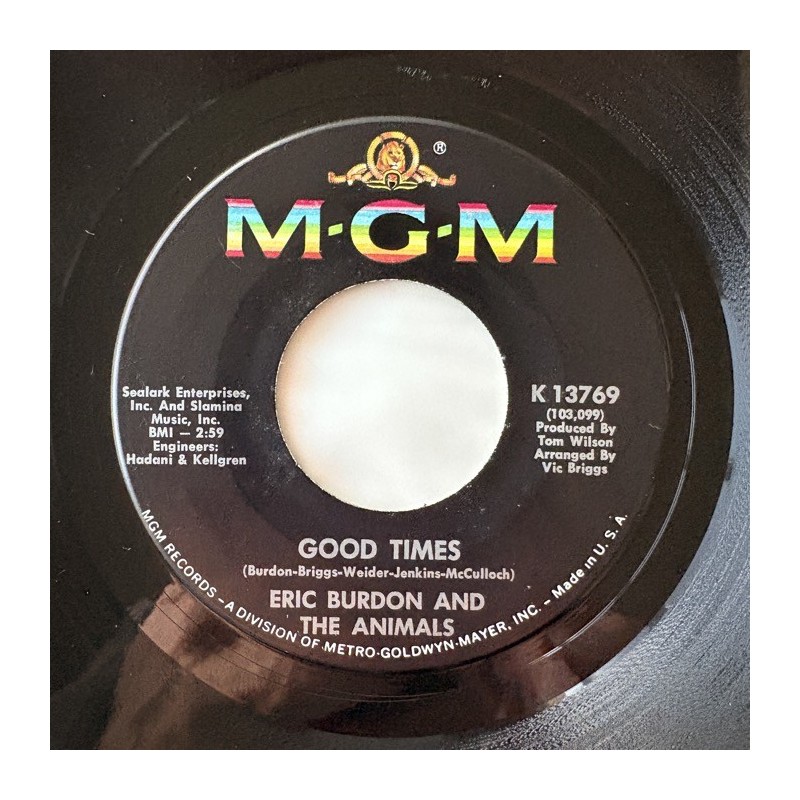 ®
M·G·M
Sealark Enterprises,
Inc. And Slamina
Music, Inc.
BMI — 2:59
Engineers:
Hadani & Kellgren
K 13769
(103,099)
Produced By
Tom Wilson
Arranged By
Vic Briggs
GOOD TIMES
(Burdon-Briggs-Weider-Jenkins-McCulloch)
ERIC BURDON AND
THE ANIMALS
MGM RECORDS – A DIVISION OF METRO-GOLDWYN-MAYER, INC. – Made in U. S. A.